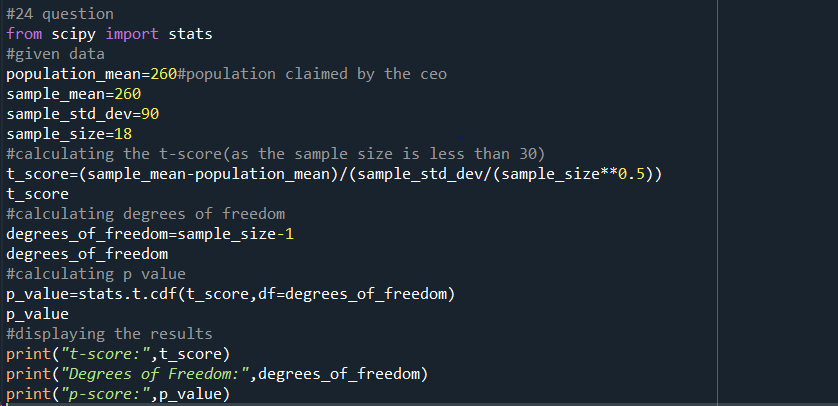 #24 question
from scipy import stats
#given data
population_mean=260#population claimed by the ceo
sample_mean=260
sample_std_dev=90
sample_size=18
#calculating the t-score(as the sample size is less than 30)
t_score=(sample_mean-population_mean)/(sample_std_dev/(sample_size**0.5))
t_score
#calculating degrees of freedom
degrees_of_freedom=sample_size-1
degrees_of_freedom
#calculating p value
p_value=stats.t.cdf(t_score,df=degrees_of_freedom)
p_value
#displaying the results
print("t-score:",t_score)
print("Degrees of Freedom:",degrees_of_freedom)
print("p-score:",p_value)